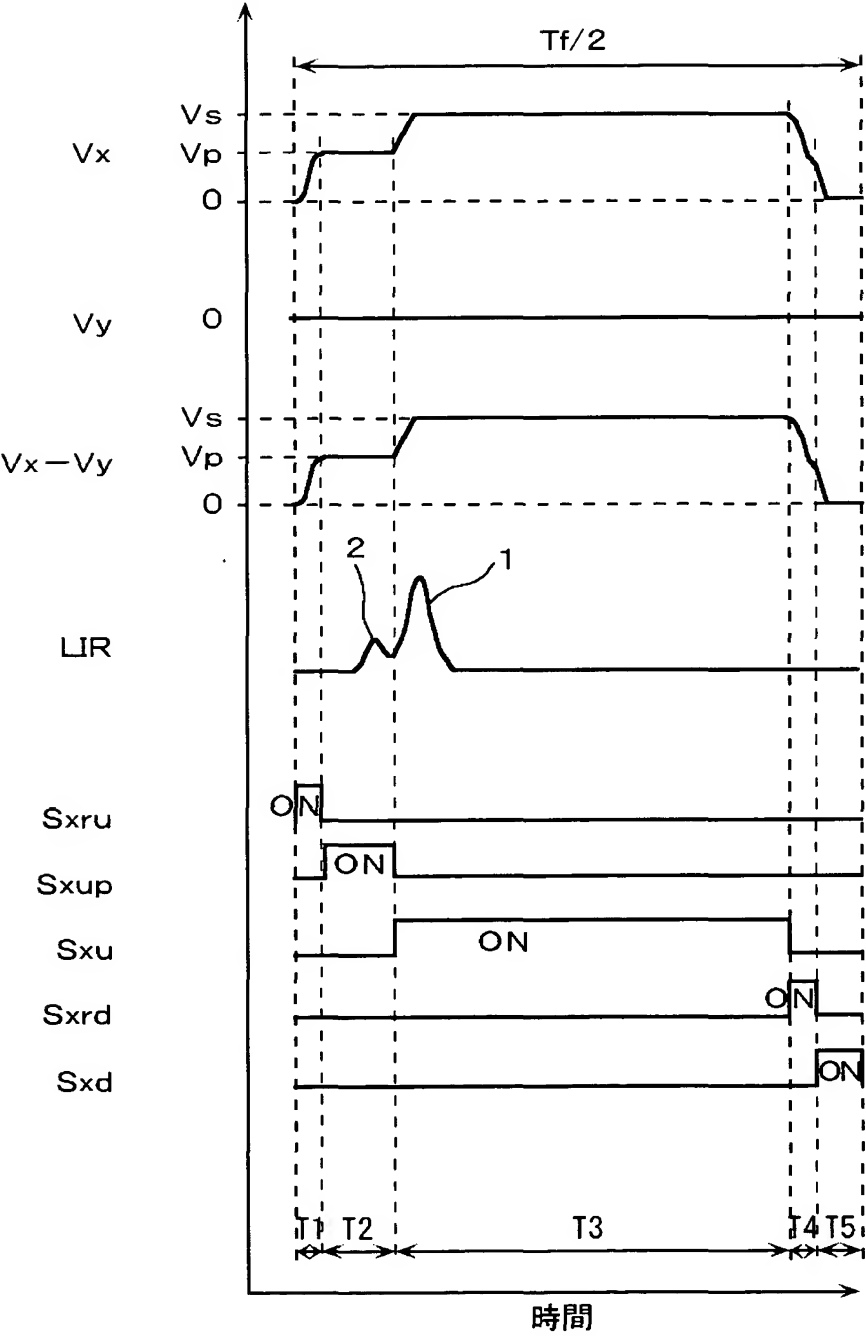 Tf/2
Vs
Vx
Vp
0
Vy
0
Vs
Vx－Vy
Vp
0
2
1
LIR
Sxru
ON
Sxup
ON
Sxu
ON
Sxrd
ON
Sxd
ON
T1
T2
T3
T4
T5
時間